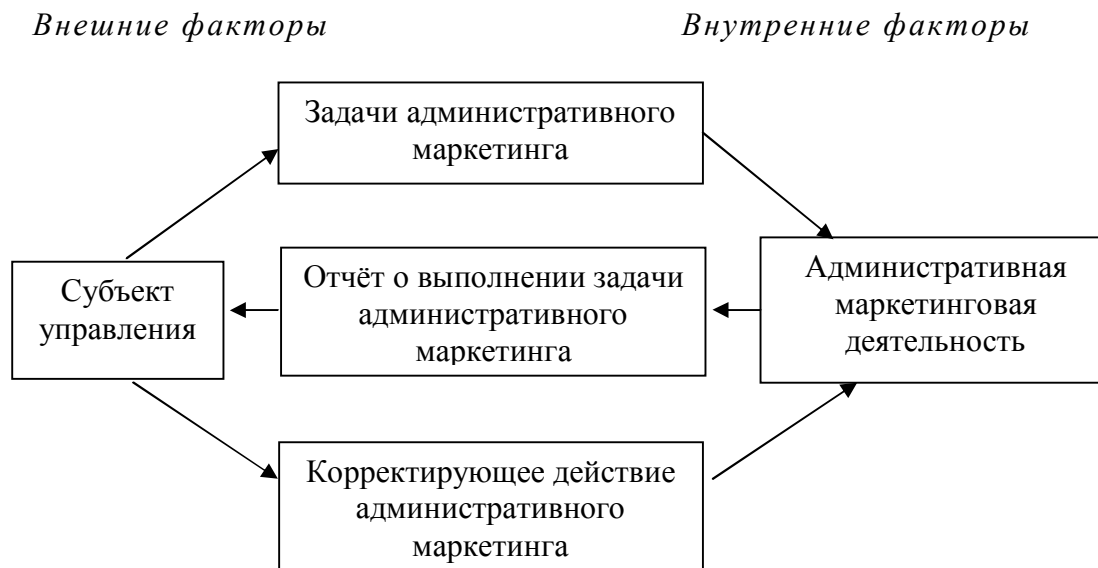 Внешние факторы
Внутренние факторы
Задачи административного
маркетинга
Субъект
управления
Отчёт о выполнении задачи
административного
маркетинга
Административная
маркетинговая
деятельность
Корректирующее действие
административного
маркетинга